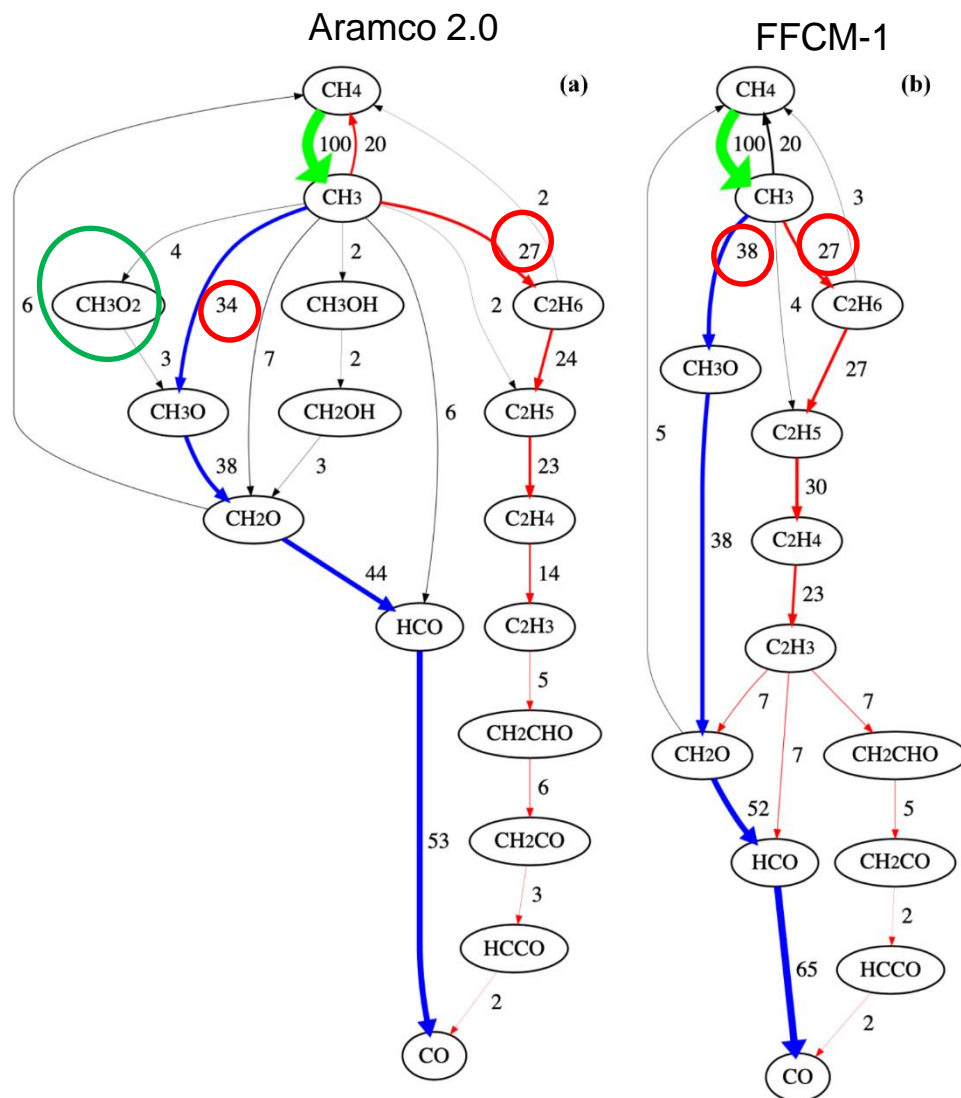 Aramco 2.0
FFCM-1
(a)
CH4
100
20
CH3
2
4
2
27
6
CH3O2
34
CH3OH
2
C2H6
3
7
2
24
CH3O
CH2OH
6
C2H5
38
3
23
CH2O
C2H4
44
14
HCO
C2H3
5
CH2CHO
53
6
CH2CO
3
HCCO
2
CO
(b)
CH4
100
20
CH3
3
38
27
4
C2H6
CH3O
27
5
C2H5
30
38
C2H4
23
C2H3
7
7
CH2O
7
CH2CHO
52
5
HCO
CH2CO
65
2
HCCO
2
CO